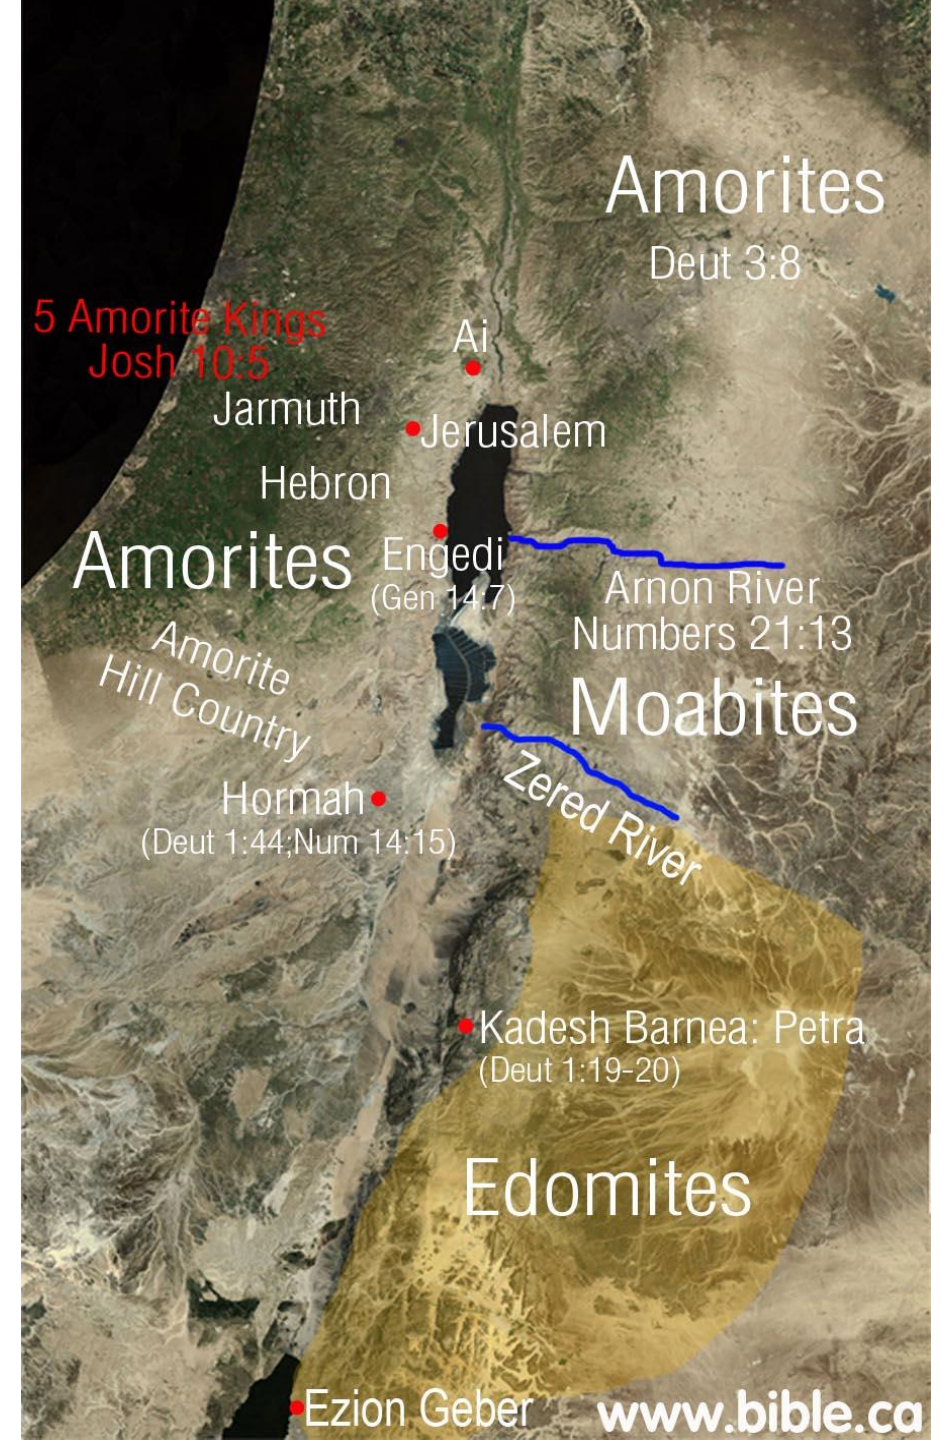 Amorites
Deut 3:8
5 Amorite Kings
Josh 10:5
Ai
Jarmuth
Jerusalem
Hebron
Amorites
Engedi
(Gen 14:7)
Arnon River
Numbers 21:13
Amorite
Hill Country
Moabites
Zered River
Hormah
(Deut 1:44;Num 14:15)
Kadesh Barnea: Petra
(Deut 1:19-20)
Edomites
Ezion Geber
www.bible.ca